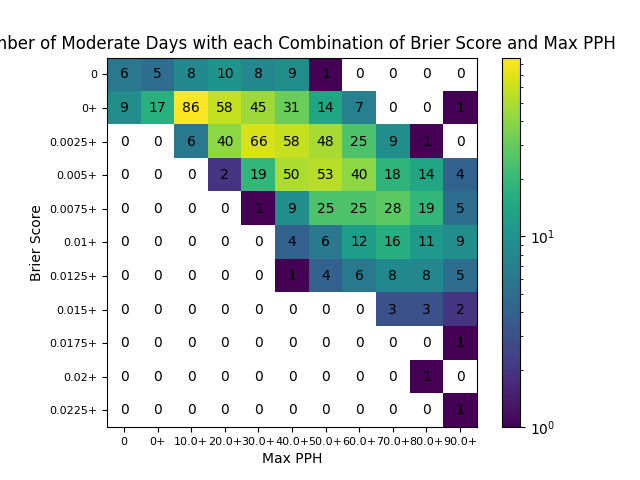 mber of Moderate Days with each Combination of Brier Score and Max PPH
0 6 5 8 10 8 9 1 0 0 0 0
0+ 9 17 86 58 45 31 14 7 0 0 1
0.0025+ 0 0 6 40 66 58 48 25 9 1 0
0.005+ 0 0 0 2 19 50 53 40 18 14 4
0.0075+ 0 0 0 0 1 9 25 25 28 19 5
0.01+ 0 0 0 0 0 4 6 12 16 11 9
0.0125+ 0 0 0 0 0 1 4 6 8 8 5
0.015+ 0 0 0 0 0 0 0 0 3 3 2
0.0175+ 0 0 0 0 0 0 0 0 0 0 1
0.02+ 0 0 0 0 0 0 0 0 0 1 0
0.0225+ 0 0 0 0 0 0 0 0 0 0 1
0 0+ 10.0+ 20.0+ 30.0+ 40.0+ 50.0+ 60.0+ 70.0+ 80.0+ 90.0+
Max PPH
Brier Score
10¹
10⁰